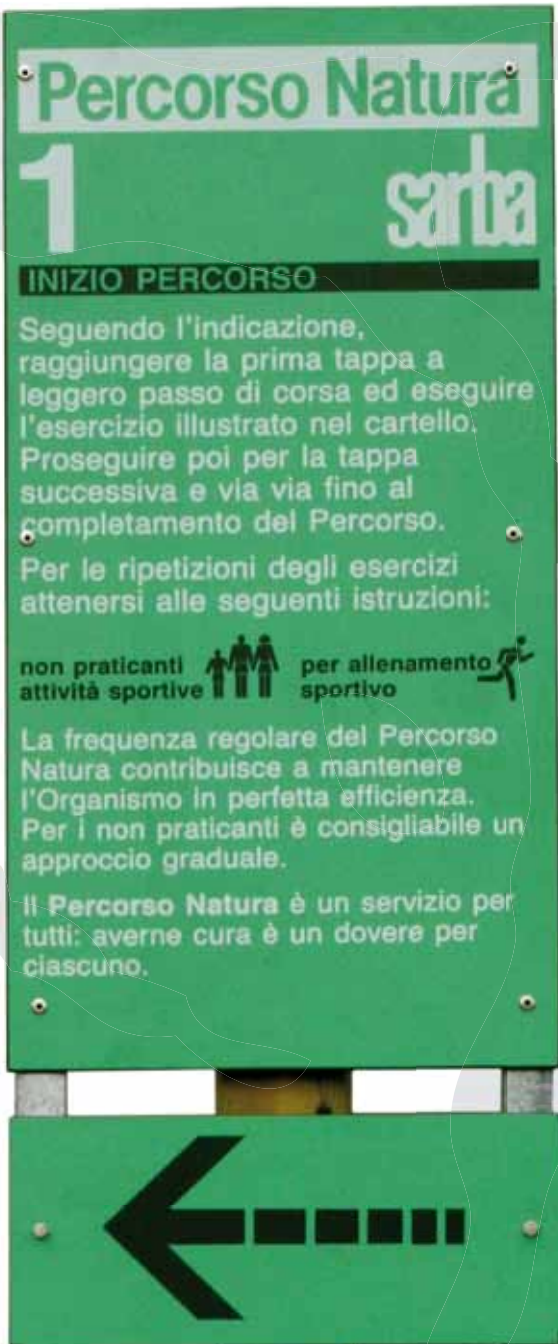 Percorso Natura
1 sarba
INIZIO PERCORSO
Seguendo l'indicazione,
raggiungere la prima tappa a
leggero passo di corsa ed eseguire
l'esercizio illustrato nel cartello.
Proseguire poi per la tappa
successiva e via via fino al
completamento del Percorso.
Per le ripetizioni degli esercizi
attenersi alle seguenti istruzioni:
non praticanti per allenamento
attività sportive sportivo
La frequenza regolare del Percorso
Natura contribuisce a mantenere
l'Organismo in perfetta efficienza.
Per i non praticanti è consigliabile un
approccio graduale.
Il Percorso Natura è un servizio per
tutti: averne cura è un dovere per
ciascuno.